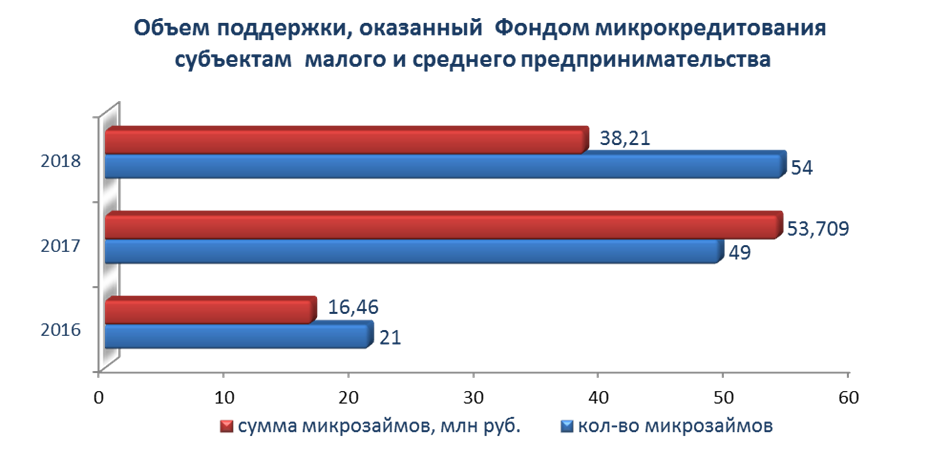 Объем поддержки, оказанный Фондом микрокредитования
субъектам малого и среднего предпринимательства
2018
38,21
54
2017
53,709
49
2016
16,46
21
0 10 20 30 40 50 60
сумма микрозаймов, млн руб. кол-во микрозаймов